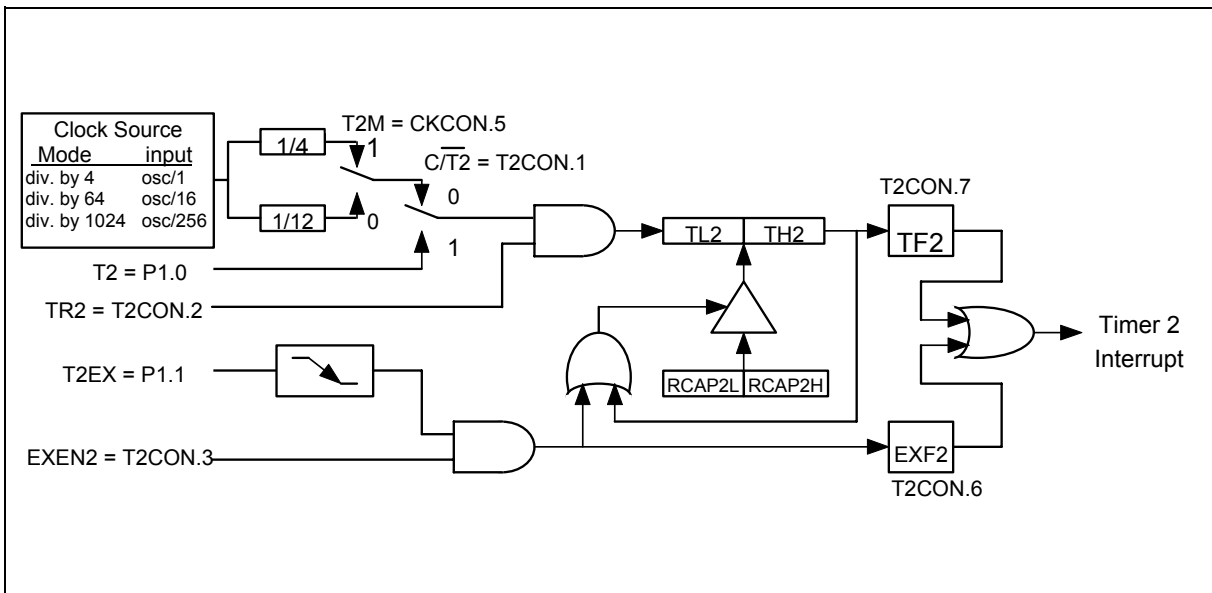 Clock Source
Mode input
div. by 4 osc/1
div. by 64 osc/16
div. by 1024 osc/256
1/4
1/12
T2M = CKCON.5
1
0
C/T2 = T2CON.1
0
1
T2 = P1.0
TR2 = T2CON.2
T2EX = P1.1
EXEN2 = T2CON.3
TL2 TH2
RCAP2L RCAP2H
T2CON.7
TF2
EXF2
T2CON.6
Timer 2
Interrupt